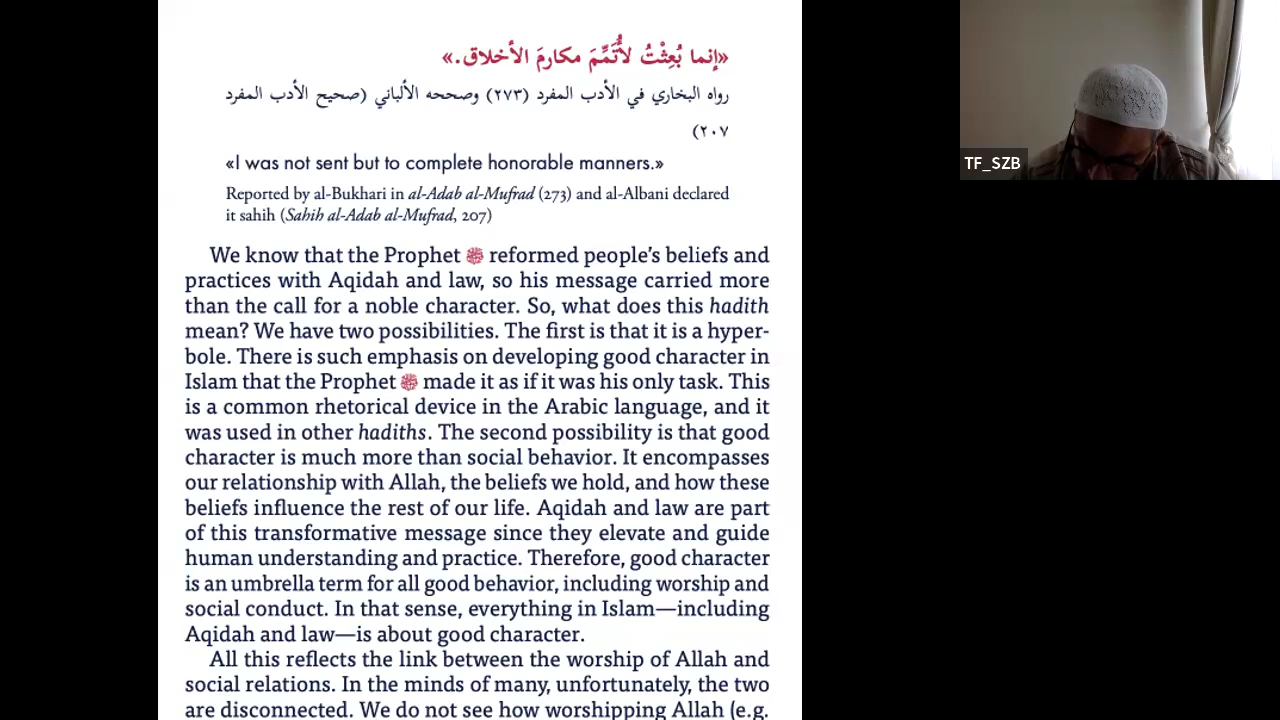 «إنما بُعِثْتُ لأُتَمِّمَ مكارمَ الأخلاق.»
رواه البخاري في الأدب المفرد (٢٧٣) وصححه الألباني (صحيح الأدب المفرد
٢٠٧)
«I was not sent but to complete honorable manners.»
Reported by al-Bukhari in al-Adab al-Mufrad (273) and al-Albani declared
it sahih (Sahih al-Adab al-Mufrad, 207)
We know that the Prophet ﷺ reformed people's beliefs and
practices with Aqidah and law, so his message carried more
than the call for a noble character. So, what does this hadith
mean? We have two possibilities. The first is that it is a hyper-
bole. There is such emphasis on developing good character in
Islam that the Prophet ﷺ made it as if it was his only task. This
is a common rhetorical device in the Arabic language, and it
was used in other hadiths. The second possibility is that good
character is much more than social behavior. It encompasses
our relationship with Allah, the beliefs we hold, and how these
beliefs influence the rest of our life. Aqidah and law are part
of this transformative message since they elevate and guide
human understanding and practice. Therefore, good character
is an umbrella term for all good behavior, including worship and
social conduct. In that sense, everything in Islam—including
Aqidah and law—is about good character.
All this reflects the link between the worship of Allah and
social relations. In the minds of many, unfortunately, the two
are disconnected. We do not see how worshipping Allah (e.g.
TF_SZB